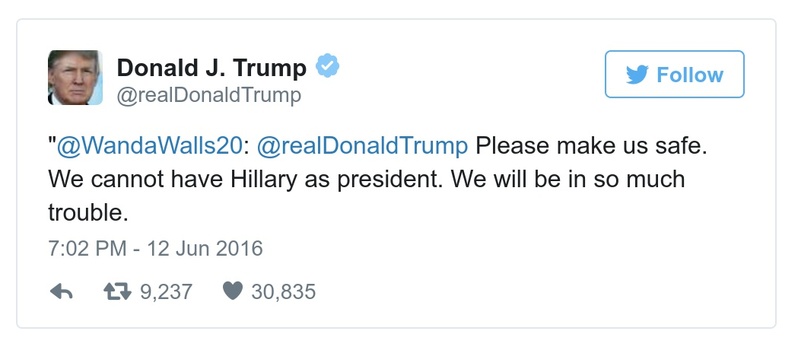 Donald J. Trump
@realDonaldTrump
Follow
"@WandaWalls20: @realDonaldTrump Please make us safe.
We cannot have Hillary as president. We will be in so much
trouble.
7:02 PM - 12 Jun 2016
9,237 30,835